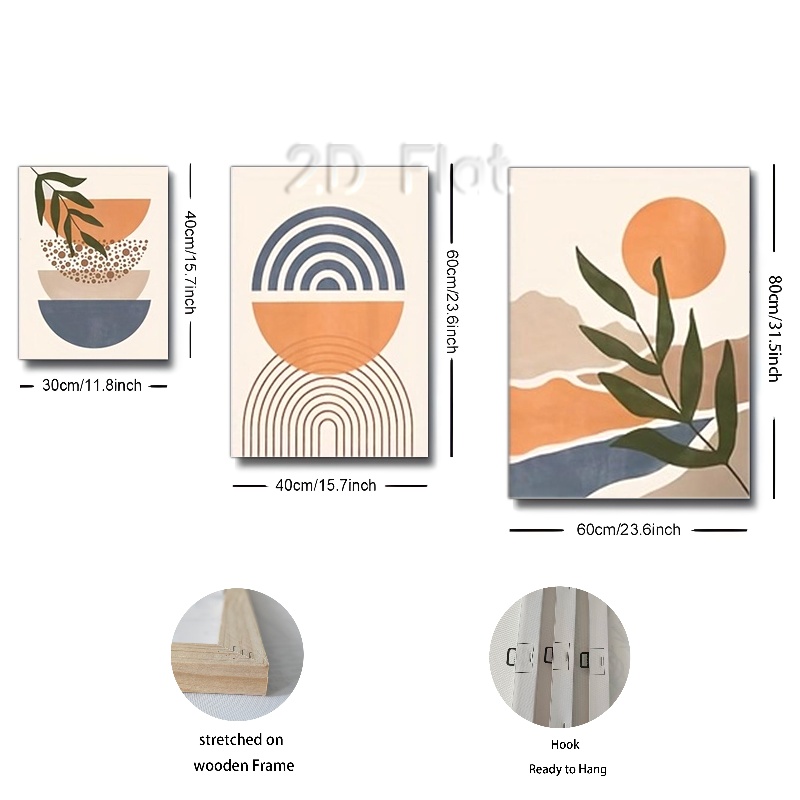 2D Flat
40cm/15.7inch
60cm/23.6inch
80cm/31.5inch
30cm/11.8inch
40cm/15.7inch
60cm/23.6inch
stretched on
wooden Frame
Hook
Ready to Hang